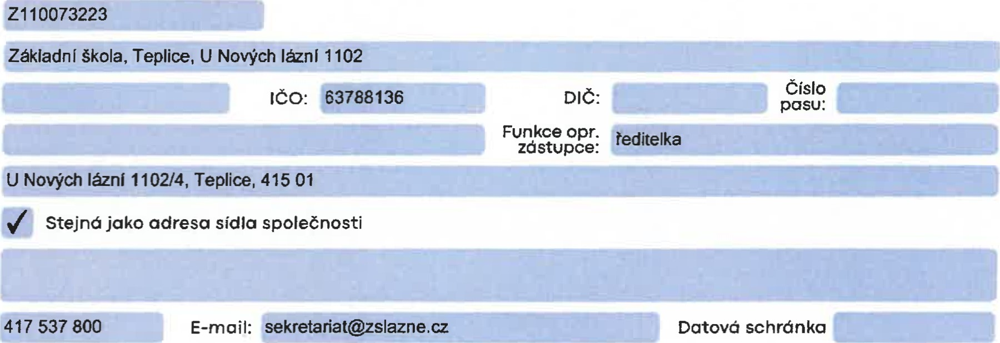 Z110073223
Základní škola, Teplice, U Nových lázní 1102
IČO: 63788136 DIČ: Číslo pasu:
Funkce opr. zástupce: ředitelka
U Nových lázní 1102/4, Teplice, 415 01
✓ Stejná jako adresa sídla společnosti
417 537 800 E-mail: sekretariat@zslazne.cz Datová schránka